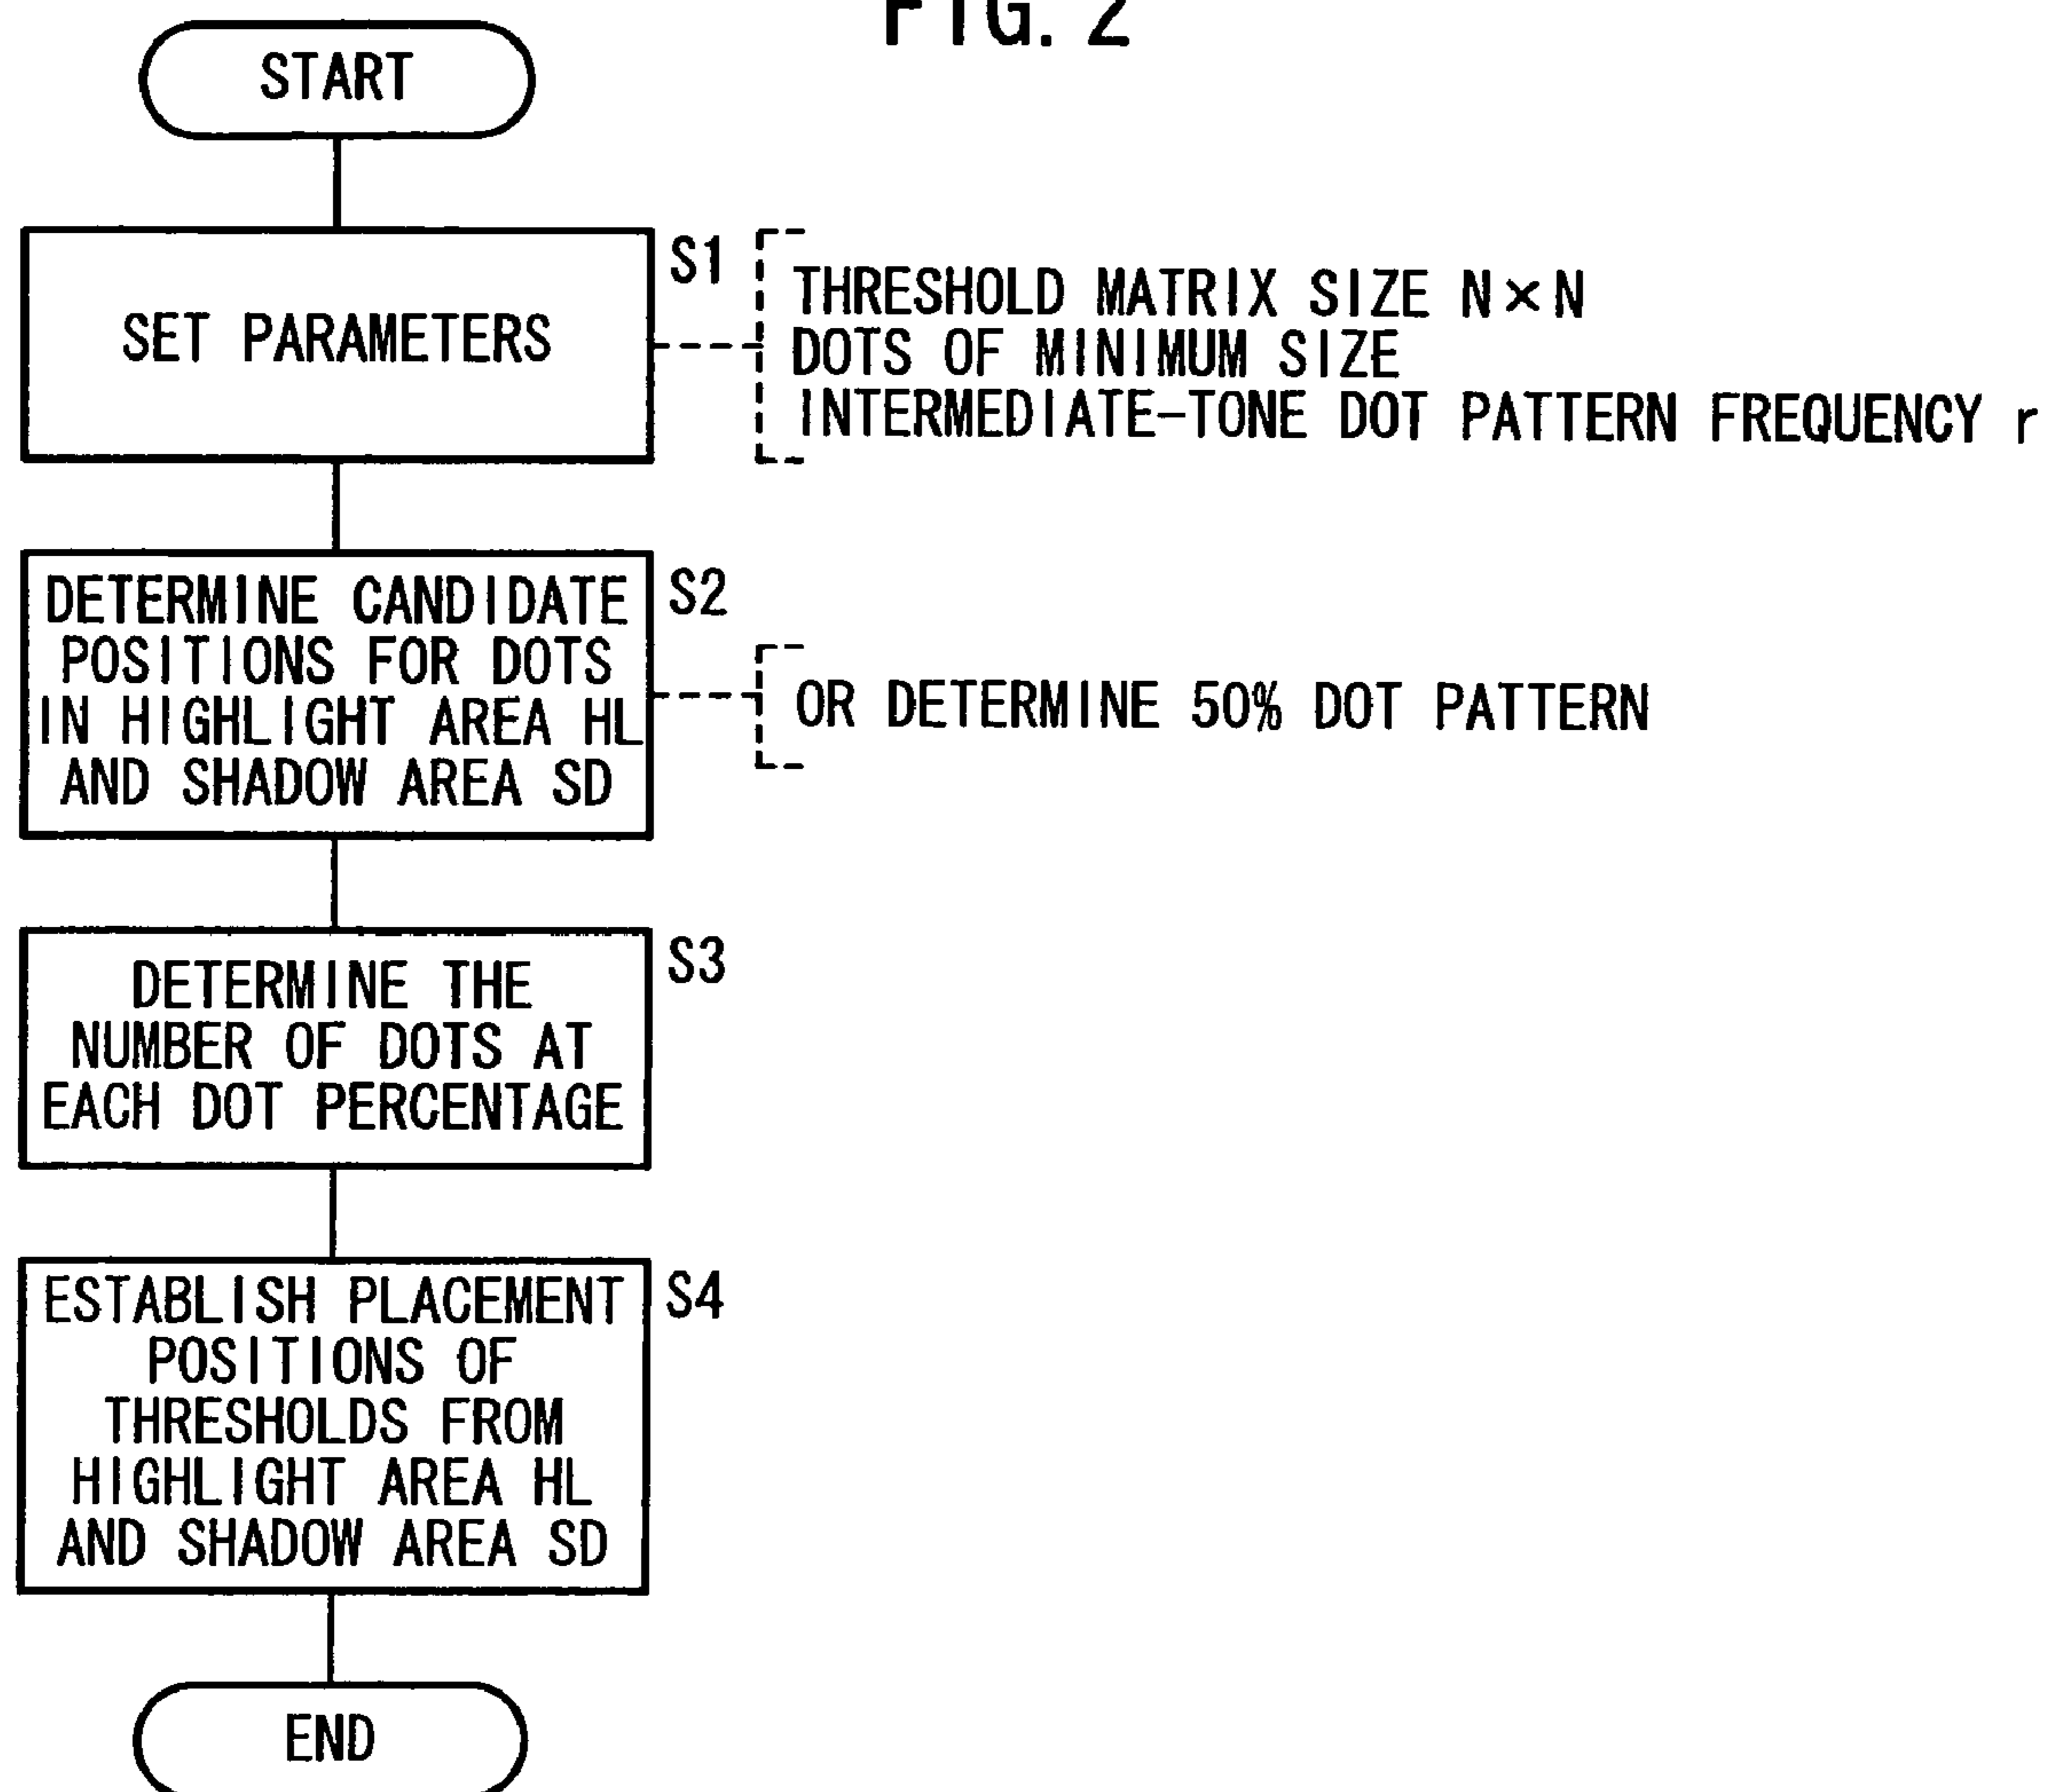 FIG. 2
START
SET PARAMETERS
S1
THRESHOLD MATRIX SIZE N×N
DOTS OF MINIMUM SIZE
INTERMEDIATE-TONE DOT PATTERN FREQUENCY r
DETERMINE CANDIDATE
POSITIONS FOR DOTS
IN HIGHLIGHT AREA HL
AND SHADOW AREA SD
S2
OR DETERMINE 50% DOT PATTERN
DETERMINE THE
NUMBER OF DOTS AT
EACH DOT PERCENTAGE
S3
ESTABLISH PLACEMENT
POSITIONS OF
THRESHOLDS FROM
HIGHLIGHT AREA HL
AND SHADOW AREA SD
S4
END